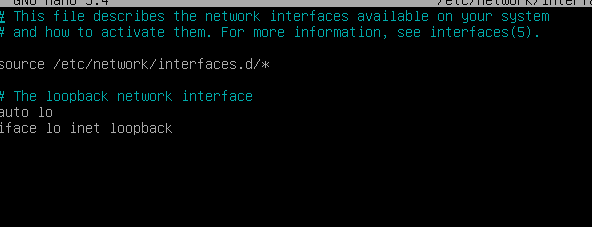 GNU nano 5.4 /etc/network/interfa
# This file describes the network interfaces available on your system
# and how to activate them. For more information, see interfaces(5).
source /etc/network/interfaces.d/*
# The loopback network interface
auto lo
iface lo inet loopback